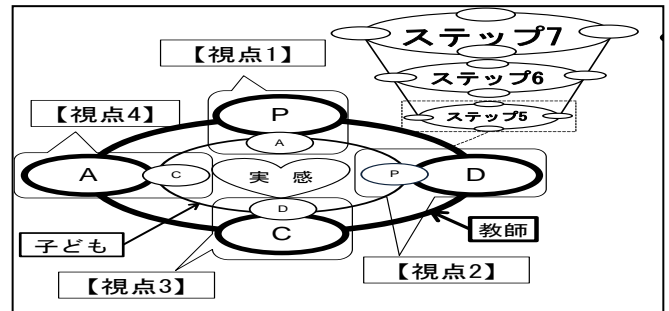 ステップ7
ステップ6
ステップ5
【視点1】
【視点4】
P
A
A
C
実 感
P
D
D
C
子ども
教師
【視点3】
【視点2】